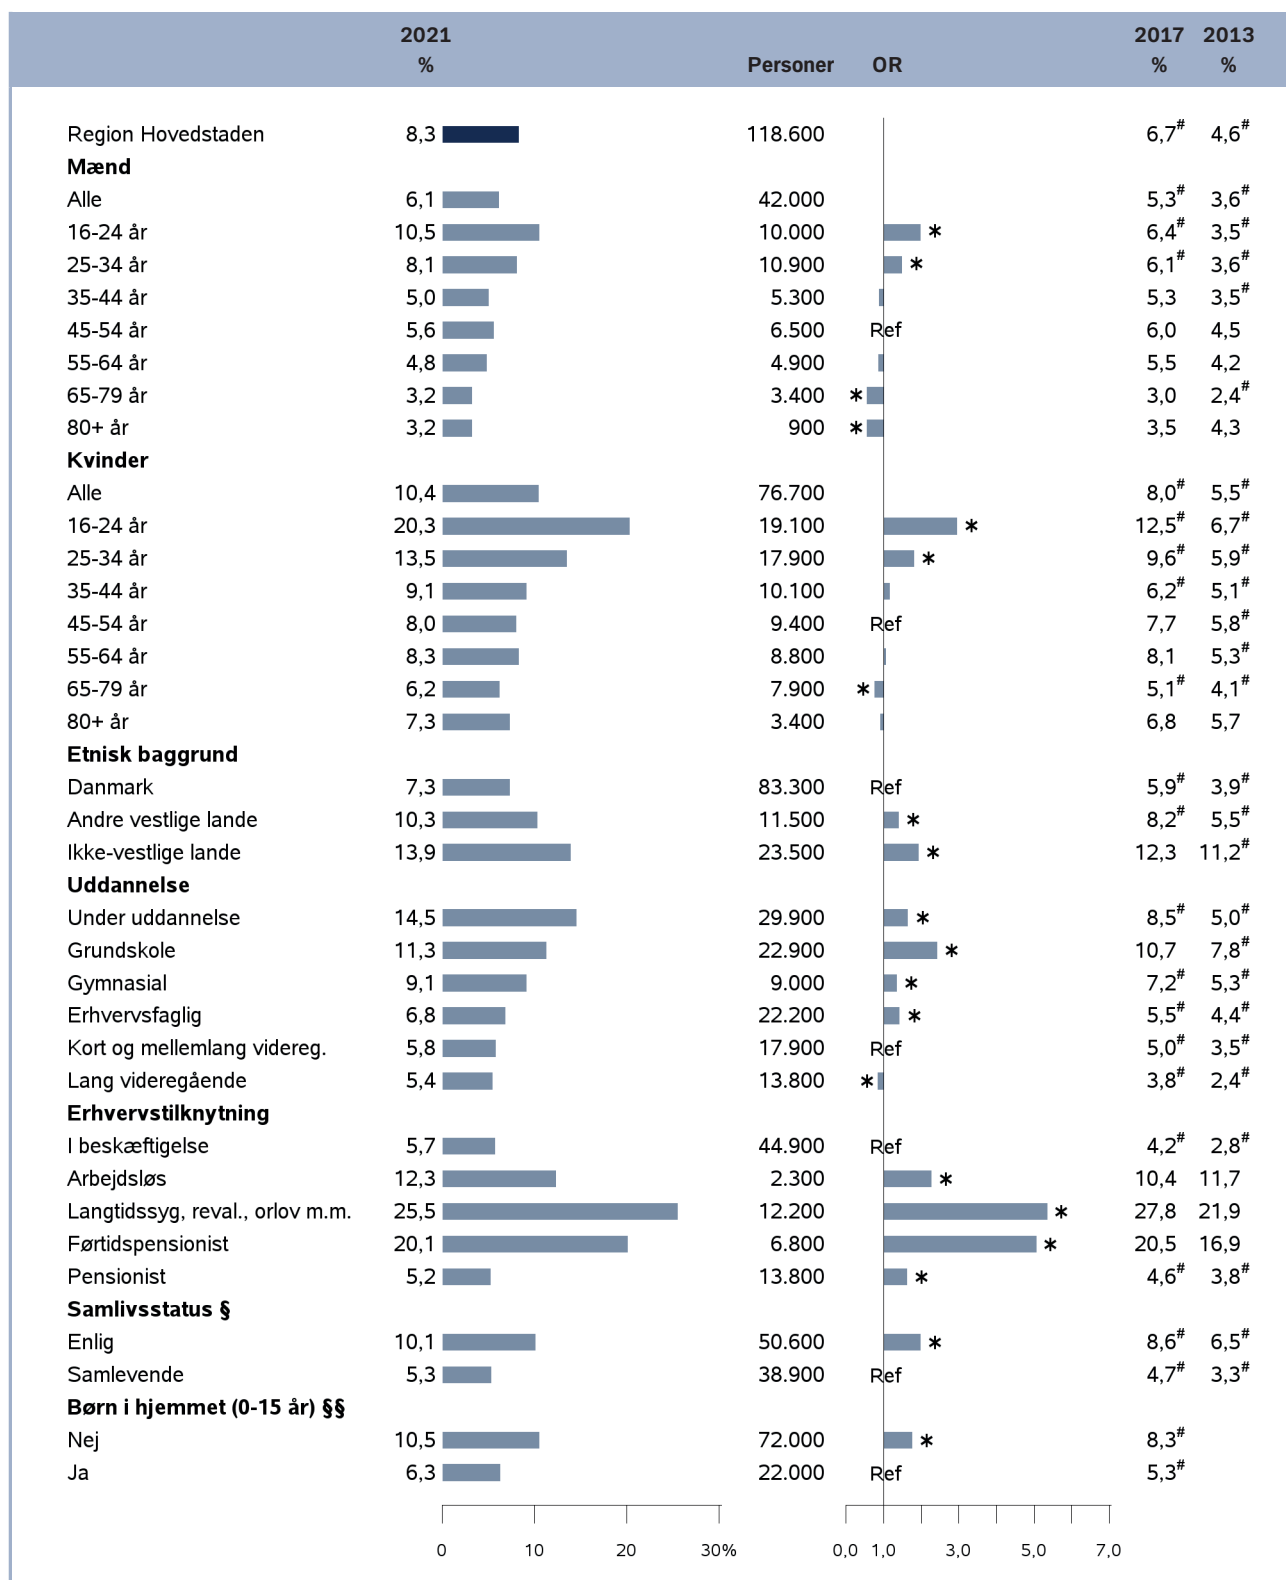 2021 2017 2013
% Personer OR % %
Region Hovedstaden 8,3 118.600 6,7# 4,6#
Mænd
Alle 6,1 42.000 5,3# 3,6#
16-24 år 10,5 10.000 * 6,4# 3,5#
25-34 år 8,1 10.900 * 6,1# 3,6#
35-44 år 5,0 5.300 5,3 3,5#
45-54 år 5,6 6.500 Ref 6,0 4,5
55-64 år 4,8 4.900 5,5 4,2
65-79 år 3,2 3.400 * 3,0 2,4#
80+ år 3,2 900 * 3,5 4,3
Kvinder
Alle 10,4 76.700 8,0# 5,5#
16-24 år 20,3 19.100 * 12,5# 6,7#
25-34 år 13,5 17.900 * 9,6# 5,9#
35-44 år 9,1 10.100 6,2# 5,1#
45-54 år 8,0 9.400 Ref 7,7 5,8#
55-64 år 8,3 8.800 8,1 5,3#
65-79 år 6,2 7.900 * 5,1# 4,1#
80+ år 7,3 3.400 6,8 5,7
Etnisk baggrund
Danmark 7,3 83.300 Ref 5,9# 3,9#
Andre vestlige lande 10,3 11.500 * 8,2# 5,5#
Ikke-vestlige lande 13,9 23.500 * 12,3 11,2#
Uddannelse
Under uddannelse 14,5 29.900 * 8,5# 5,0#
Grundskole 11,3 22.900 * 10,7 7,8#
Gymnasial 9,1 9.000 * 7,2# 5,3#
Erhvervsfaglig 6,8 22.200 * 5,5# 4,4#
Kort og mellemlang videreg. 5,8 17.900 Ref 5,0# 3,5#
Lang videregående 5,4 13.800 * 3,8# 2,4#
Erhvervstilknytning
I beskæftigelse 5,7 44.900 Ref 4,2# 2,8#
Arbejdsløs 12,3 2.300 * 10,4 11,7
Langtidssyg, reval., orlov m.m. 25,5 12.200 * 27,8 21,9
Førtidspensionist 20,1 6.800 * 20,5 16,9
Pensionist 5,2 13.800 * 4,6# 3,8#
Samlivsstatus §
Enlig 10,1 50.600 * 8,6# 6,5#
Samlevende 5,3 38.900 Ref 4,7# 3,3#
Børn i hjemmet (0-15 år) §§
Nej 10,5 72.000 * 8,3#
Ja 6,3 22.000 Ref 5,3#
0 10 20 30% 0,0 1,0 3,0 5,0 7,0